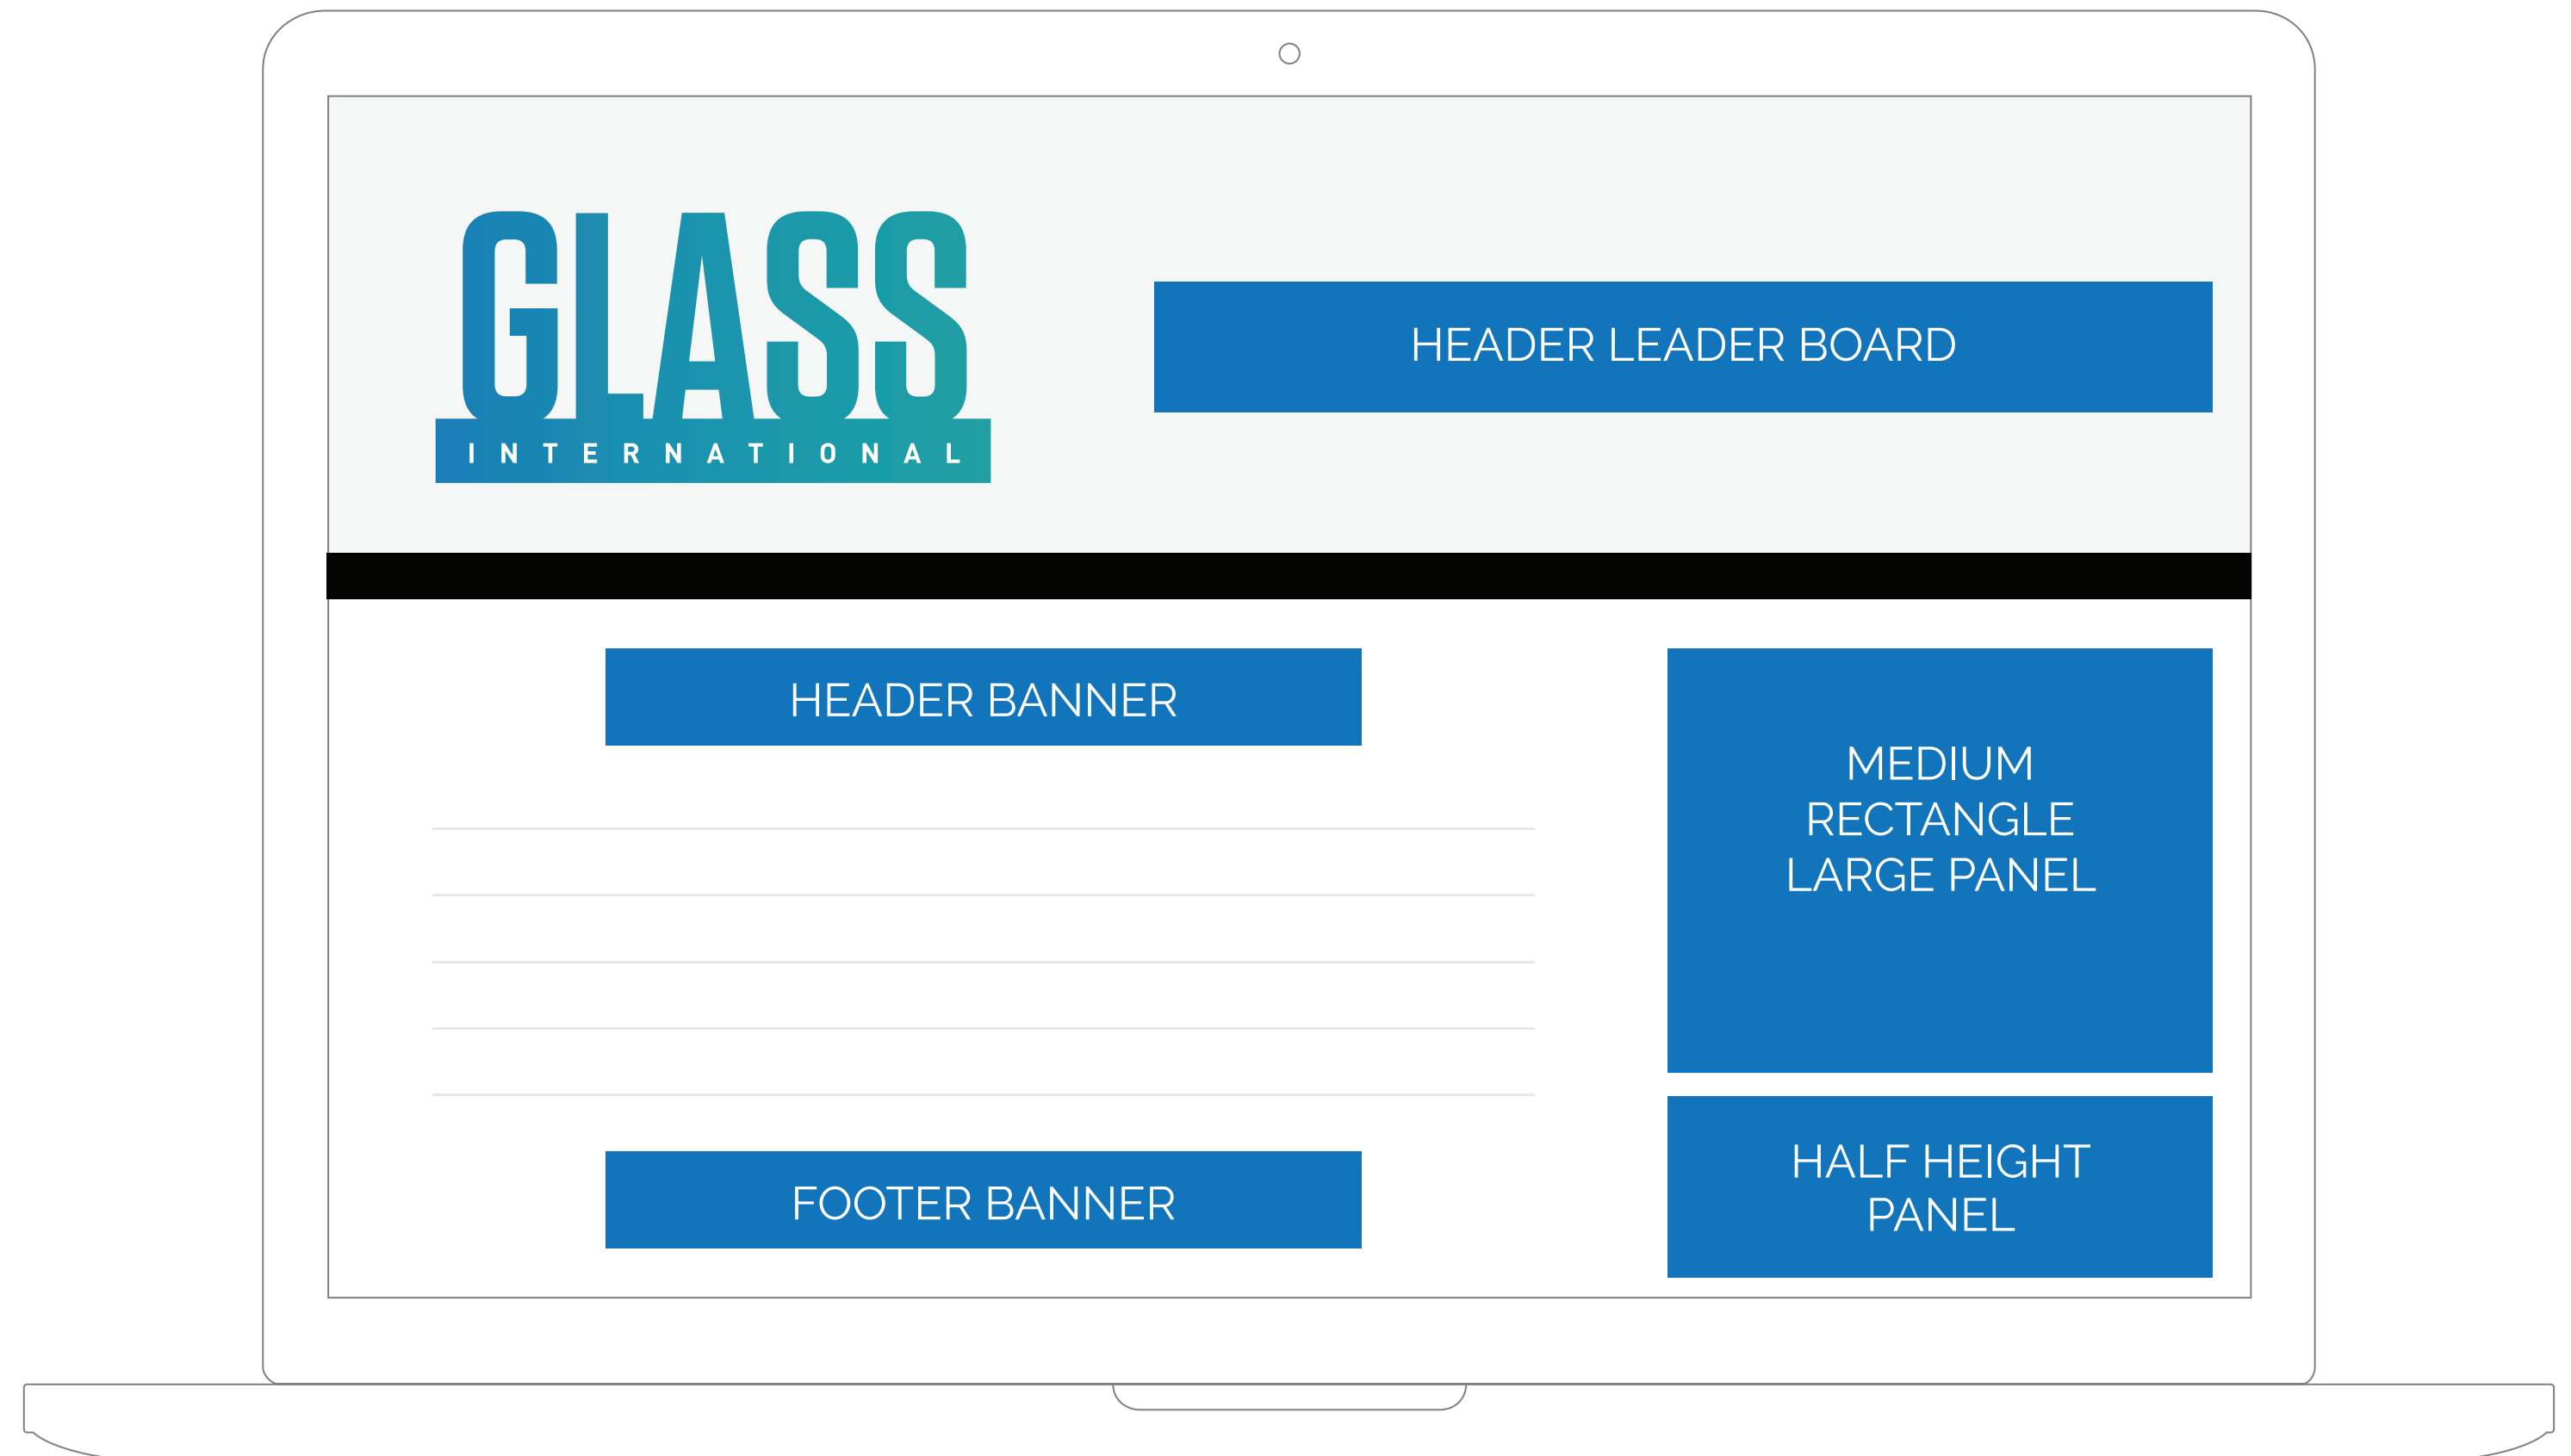 GLASS
INTERNATIONAL
HEADER LEADER BOARD
HEADER BANNER
MEDIUM
RECTANGLE
LARGE PANEL
HALF HEIGHT
PANEL
FOOTER BANNER